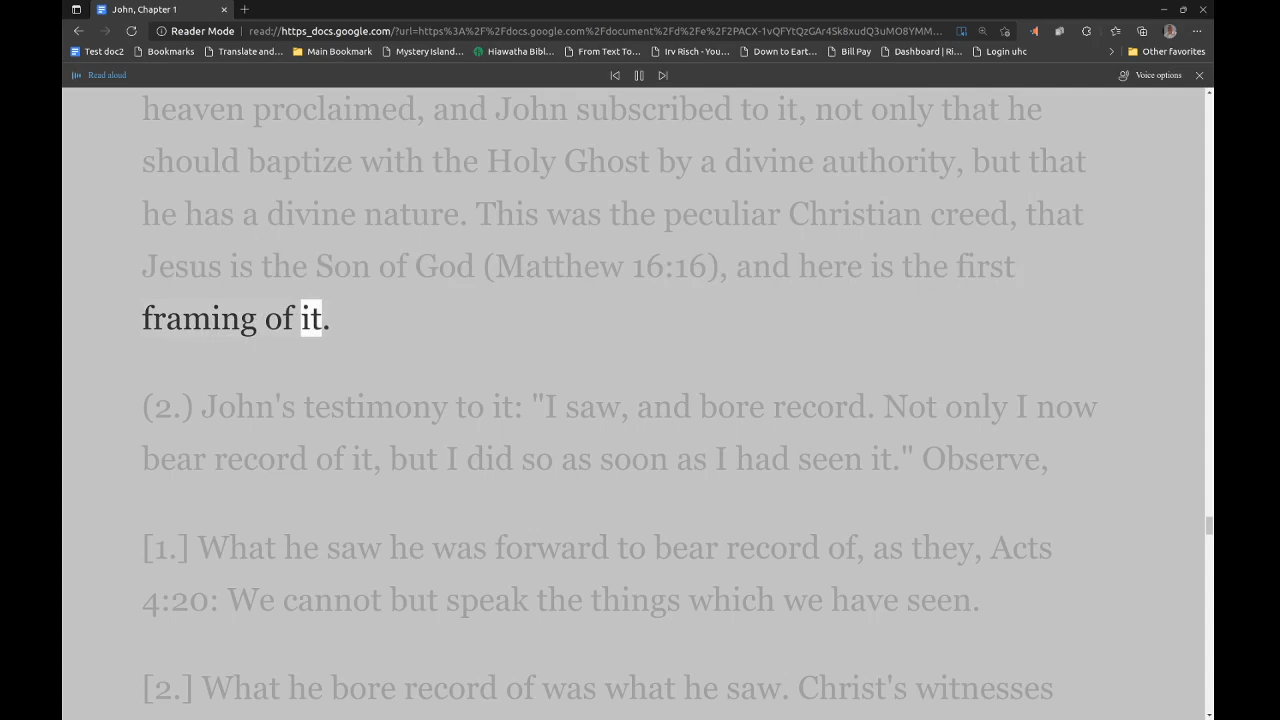 John, Chapter 1
Reader Mode
read://https_docs.google.com/?url=https%3A%2F%2Fdocs.google.com%2Fdocument%2Fd%2Fe%2F2PACX-1vQFYtQzGAr4Sk8xudQ3uMO8YMM...
Test doc2 Bookmarks Translate and... Main Bookmark Mystery Island... Hiawatha Bibl... From Text To... Irv Risch - You... Down to Eart... Bill Pay Dashboard | Ri... Login uhc Other favorites
Read aloud Voice options
heaven proclaimed, and John subscribed to it, not only that he
should baptize with the Holy Ghost by a divine authority, but that
he has a divine nature. This was the peculiar Christian creed, that
Jesus is the Son of God (Matthew 16:16), and here is the first
framing of it.
(2.) John's testimony to it: "I saw, and bore record. Not only I now
bear record of it, but I did so as soon as I had seen it." Observe,
[1.] What he saw he was forward to bear record of, as they, Acts
4:20: We cannot but speak the things which we have seen.
[2.] What he bore record of was what he saw. Christ's witnesses